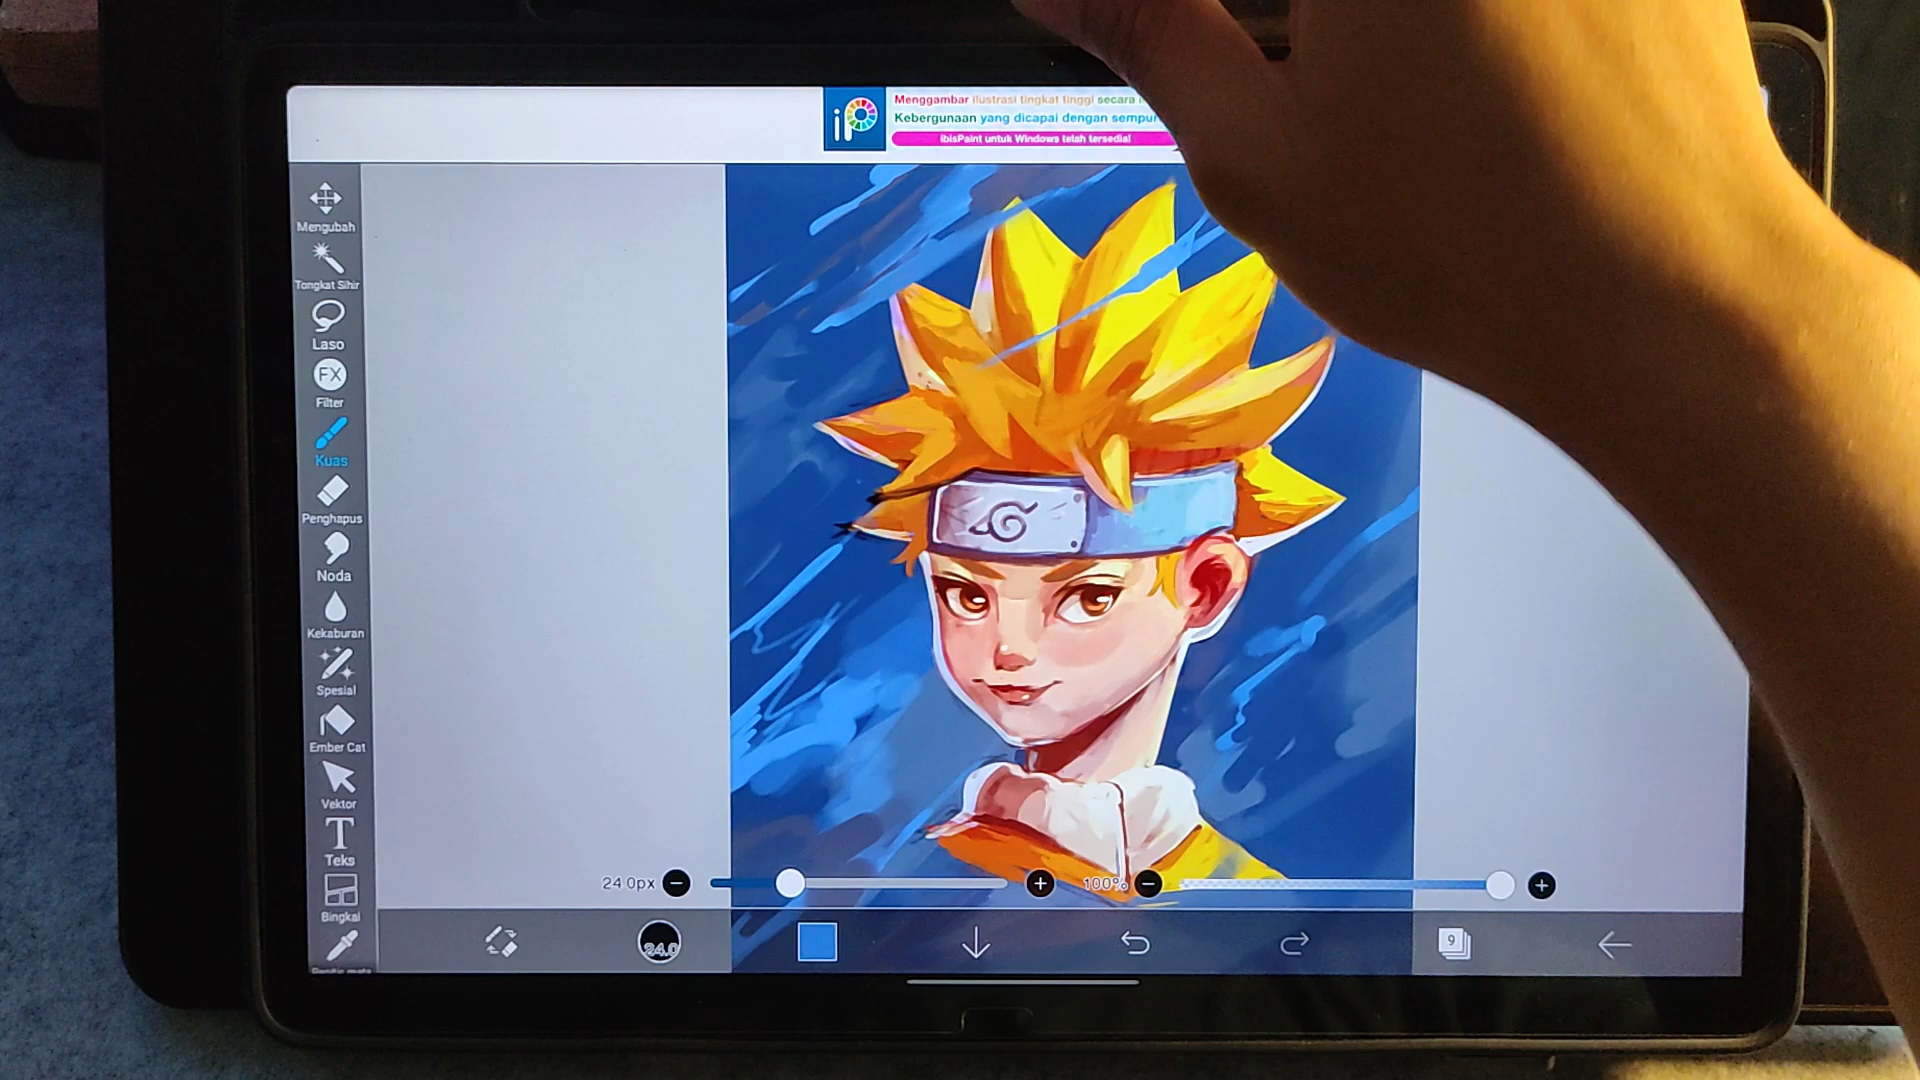 iP
Menggambar ilustrasi tingkat tinggi secara
Kebergunaan yang dicapai dengan
ibisPaint untuk Windows telah tersedia!
Mengubah
Tongkat Sihir
Laso
FX
Filter
Kuas
Penghapus
Noda
Kekaburan
Spesial
Ember Cat
Vektor
T
Teks
Bingkai
24.0px
100%
24.0
9